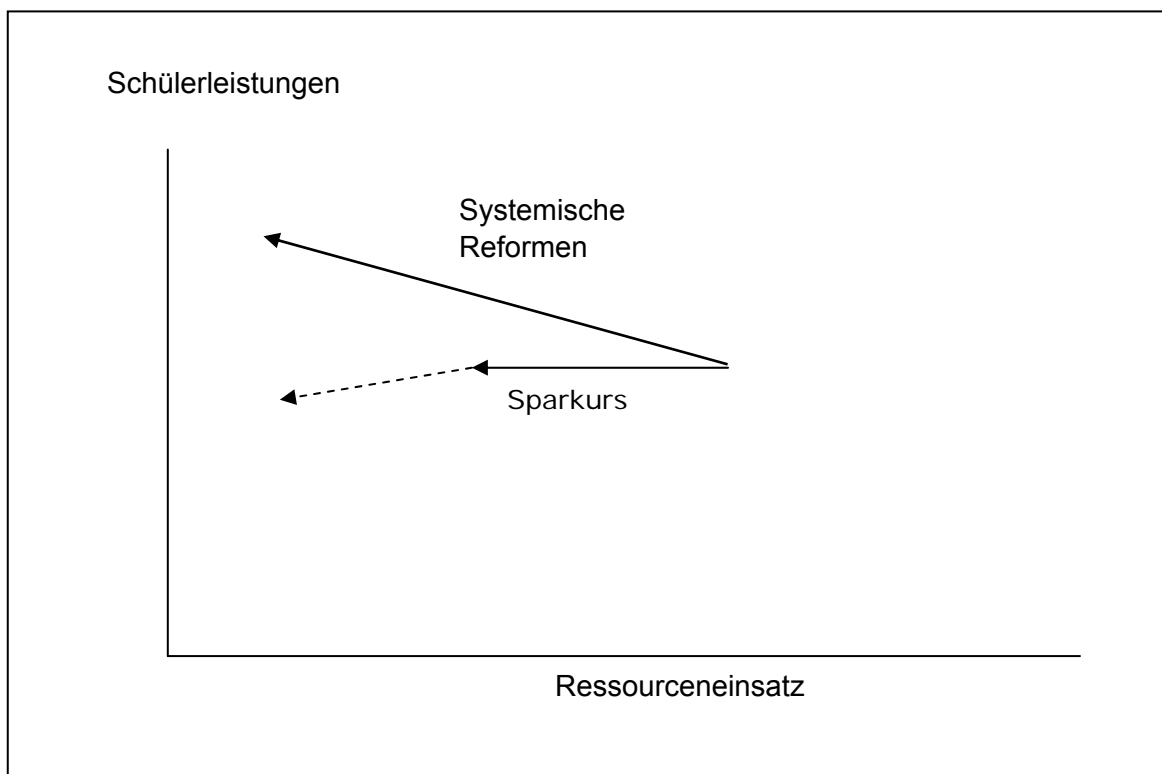 Schülerleistungen
Systemische
Reformen
Sparkurs
Ressourceneinsatz